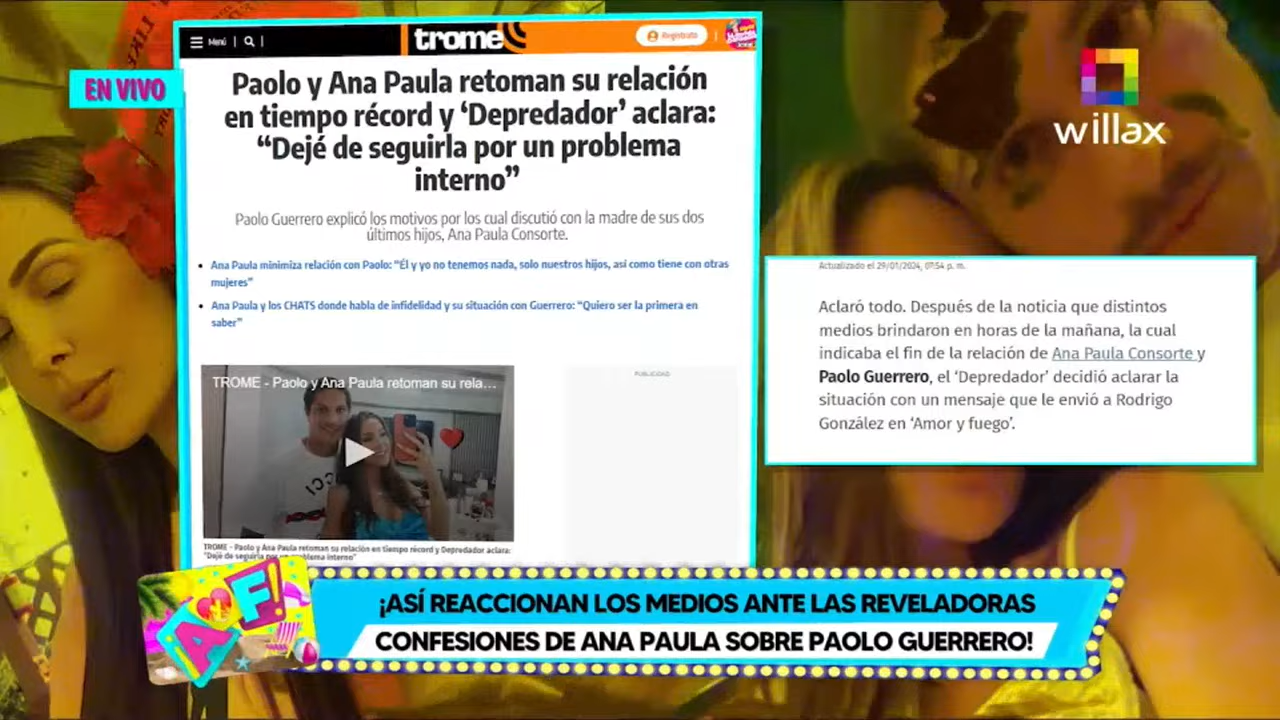 EN VIVO
Menú
trome
Regístrate
Paolo y Ana Paula retoman su relación
en tiempo récord y ‘Depredador’ aclara:
“Dejé de seguirla por un problema
interno”
Paolo Guerrero explicó los motivos por los cual discutió con la madre de sus dos
últimos hijos, Ana Paula Consorte.
Ana Paula minimiza relación con Paolo: “Él y yo no tenemos nada, solo nuestros hijos, así como tiene con otras
mujeres”
Ana Paula y los CHATS donde habla de infidelidad y su situación con Guerrero: “Quiero ser la primera en
saber”
TROME - Paolo y Ana Paula retoman su rela...
PUBLICIDAD
TROME - Paolo y Ana Paula retoman su relación en tiempo récord y Depredador aclara:
“Dejé de seguirla por un problema interno”
willax
Actualizado el 29/01/2024, 07:54 p. m.
Aclaró todo. Después de la noticia que distintos
medios brindaron en horas de la mañana, la cual
indicaba el fin de la relación de Ana Paula Consorte y
Paolo Guerrero, el ‘Depredador’ decidió aclarar la
situación con un mensaje que le envió a Rodrigo
González en ‘Amor y fuego’.
A+F!
¡ASÍ REACCIONAN LOS MEDIOS ANTE LAS REVELADORAS
CONFESIONES DE ANA PAULA SOBRE PAOLO GUERRERO!